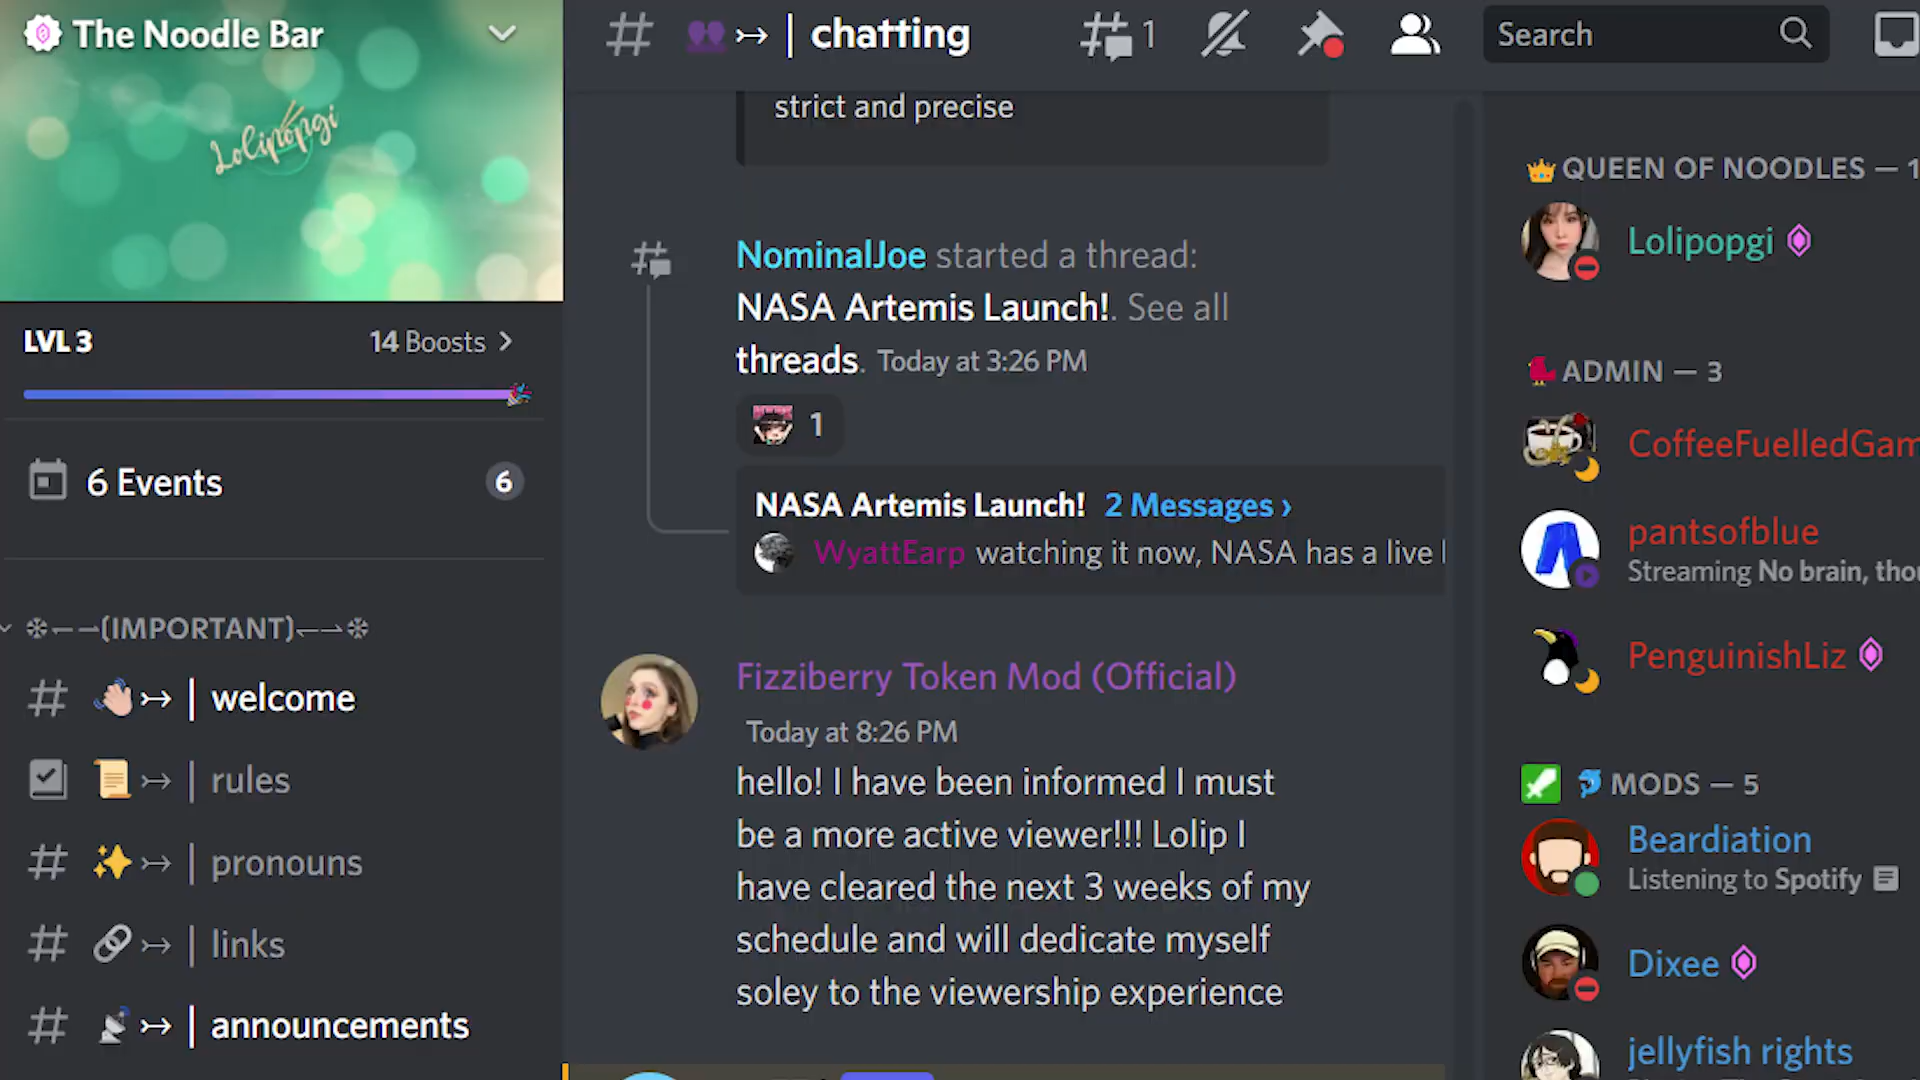 The Noodle Bar
Lolipopgi
LVL 3
14 Boosts
6 Events
6
(IMPORTANT)
welcome
rules
pronouns
links
announcements
chatting
1
Search
strict and precise
NominalJoe started a thread:
NASA Artemis Launch!. See all
threads. Today at 3:26 PM
1
NASA Artemis Launch! 2 Messages ›
WyattEarp watching it now, NASA has a live
Fizziberry Token Mod (Official)
Today at 8:26 PM
hello! I have been informed I must
be a more active viewer!!! Lolip I
have cleared the next 3 weeks of my
schedule and will dedicate myself
soley to the viewership experience
QUEEN OF NOODLES — 1
Lolipopgi
ADMIN — 3
CoffeeFuelledGam
pantsofblue
Streaming No brain, thou
PenguinishLiz
MODS — 5
Beardiation
Listening to Spotify
Dixee
jellyfish rights